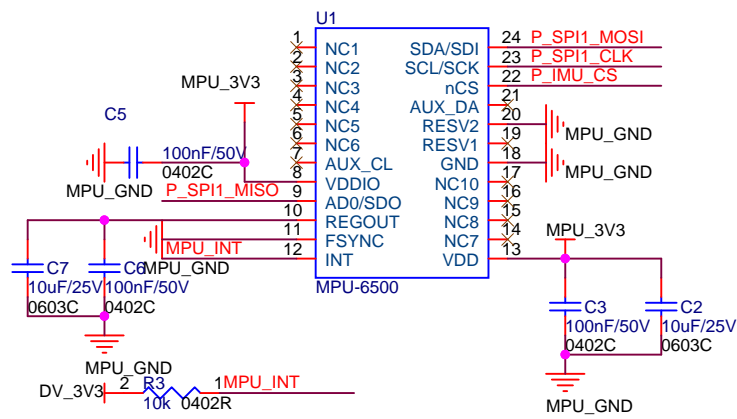 U1
1 NC1 SDA/SDI 24 P_SPI1_MOSI
2 NC2 SCL/SCK 23 P_SPI1_CLK
3 NC3 nCS 22 P_IMU_CS
4 NC4 AUX_DA 21
5 NC5 RESV2 20 MPU_GND
6 NC6 RESV1 19
7 AUX_CL GND 18 MPU_GND
8 VDDIO NC10 17
P_SPI1_MISO 9 AD0/SDO NC9 16
10 REGOUT NC8 15
11 FSYNC NC7 14
MPU_INT 12 INT VDD 13
MPU-6500
MPU_3V3
C5
100nF/50V
0402C
MPU_GND
MPU_GND
C7
10uF/25V
0603C
C6
100nF/50V
0402C
MPU_GND
MPU_3V3
C3
100nF/50V
0402C
C2
10uF/25V
0603C
MPU_GND
DV_3V3 2 R3 1 MPU_INT
10k 0402R